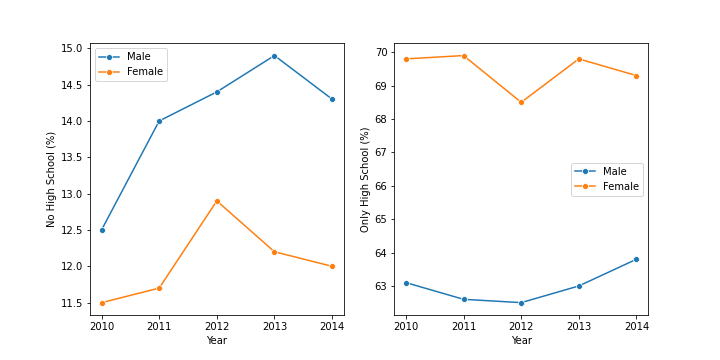 15.0
14.5
14.0
13.5
13.0
12.5
12.0
11.5
No High School (%)
Male
Female
2010 2011 2012 2013 2014
Year
70
69
68
67
66
65
64
63
Only High School (%)
Male
Female
2010 2011 2012 2013 2014
Year